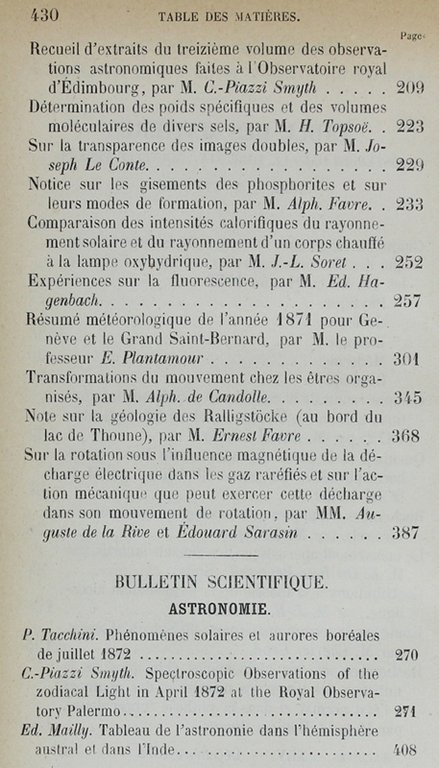 430 TABLE DES MATIÈRES.
Pages
Recueil d'extraits du treizième volume des observa-
tions astronomiques faites à l'Observatoire royal
d'Édimbourg, par M. C.-Piazzi Smyth . . . . . 209
Détermination des poids spécifiques et des volumes
moléculaires de divers sels, par M. H. Topsoë. . 223
Sur la transparence des images doubles, par M. Jo-
seph Le Conte. . . . . . . . . . . . . . . . . 229
Notice sur les gisements des phosphorites et sur
leurs modes de formation, par M. Alph. Favre. . 233
Comparaison des intensités calorifiques du rayonne-
ment solaire et du rayonnement d'un corps chauffé
à la lampe oxyhydrique, par M. J.-L. Soret . . . 252
Expériences sur la fluorescence, par M. Ed. Ha-
genbach. . . . . . . . . . . . . . . . . . . . 257
Résumé météorologique de l'année 1871 pour Ge-
nève et le Grand Saint-Bernard, par M. le pro-
fesseur E. Plantamour . . . . . . . . . . . . . 301
Transformations du mouvement chez les êtres orga-
nisés, par M. Alph. de Candolle. . . . . . . . . 345
Note sur la géologie des Ralligstöcke (au bord du
lac de Thoune), par M. Ernest Favre . . . . . . 368
Sur la rotation sous l'influence magnétique de la dé-
charge électrique dans les gaz raréfiés et sur l'ac-
tion mécanique que peut exercer cette décharge
dans son mouvement de rotation, par MM. Au-
guste de la Rive et Édouard Sarasin . . . . . . 387
BULLETIN SCIENTIFIQUE.
ASTRONOMIE.
P. Tacchini. Phénomènes solaires et aurores boréales
de juillet 1872 .............................. 270
C.-Piazzi Smyth. Spectroscopic Observations of the
zodiacal Light in April 1872 at the Royal Observa-
tory Palermo................................ 271
Ed. Mailly. Tableau de l'astronomie dans l'hémisphère
austral et dans l'Inde... ...................... 408